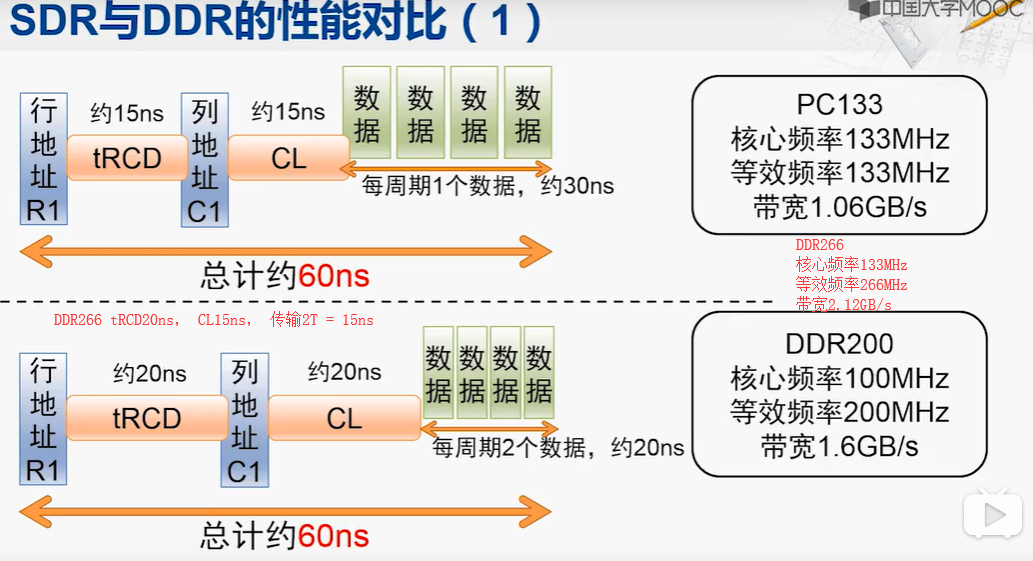 SDR与DDR的性能对比（1）
中国大学MOOC
行地址R1
约15ns
tRCD
列地址C1
约15ns
CL
数据
数据
数据
数据
每周期1个数据，约30ns
总计约60ns
PC133
核心频率133MHz
等效频率133MHz
带宽1.06GB/s
DDR266
核心频率133MHz
等效频率266MHz
带宽2.12GB/s
DDR266 tRCD20ns， CL15ns， 传输2T = 15ns
行地址R1
约20ns
tRCD
列地址C1
约20ns
CL
数据
数据
数据
数据
每周期2个数据，约20ns
总计约60ns
DDR200
核心频率100MHz
等效频率200MHz
带宽1.6GB/s